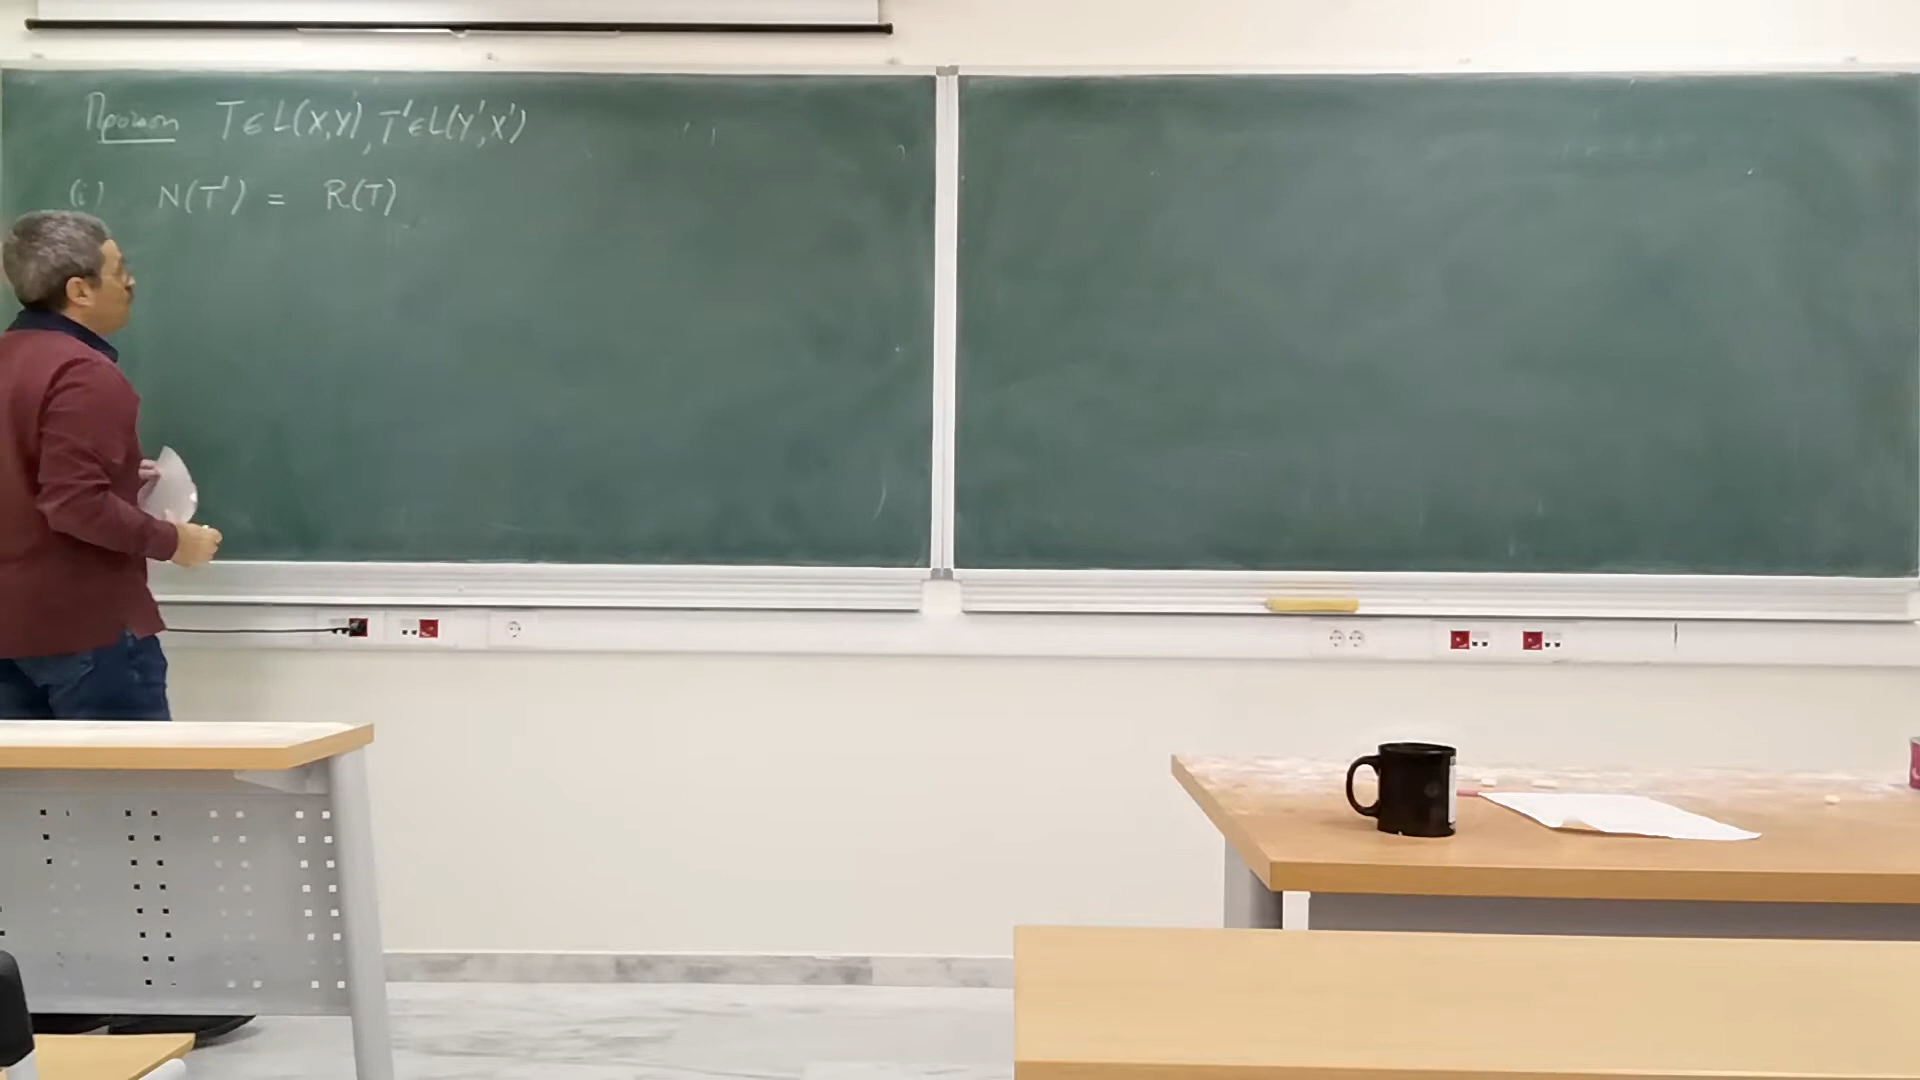 Πρόταση T∈L(X,Y), T'∈L(Y',X')
(i) N(T') = R(T)